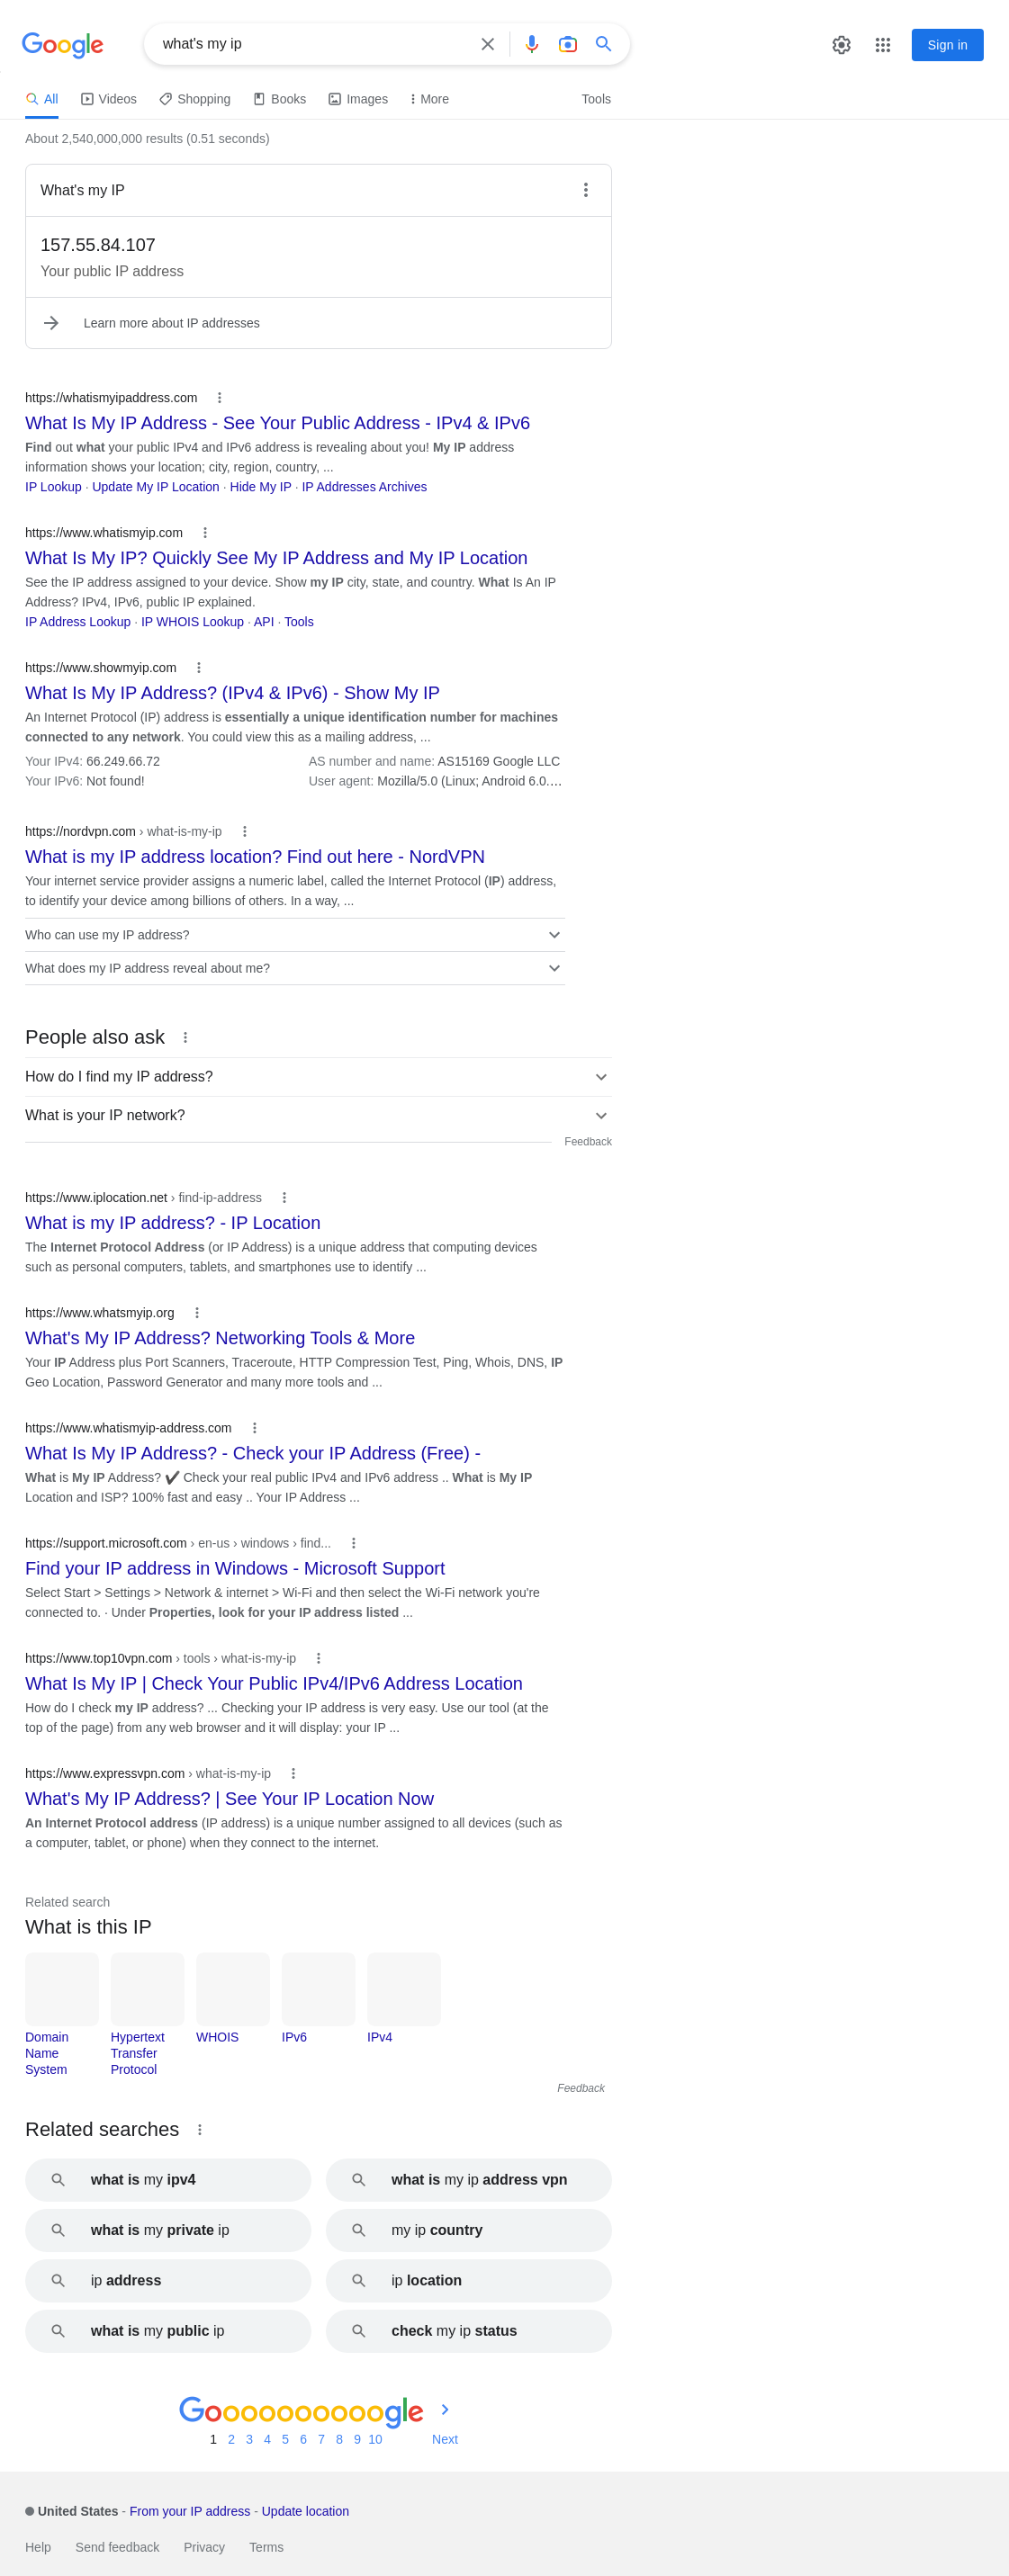 Google
what's my ip
Sign in
All Videos Shopping Books Images More Tools
About 2,540,000,000 results (0.51 seconds)
What's my IP
157.55.84.107
Your public IP address
Learn more about IP addresses
https://whatismyipaddress.com
What Is My IP Address - See Your Public Address - IPv4 & IPv6
Find out what your public IPv4 and IPv6 address is revealing about you! My IP address
information shows your location; city, region, country, ...
IP Lookup · Update My IP Location · Hide My IP · IP Addresses Archives
https://www.whatismyip.com
What Is My IP? Quickly See My IP Address and My IP Location
See the IP address assigned to your device. Show my IP city, state, and country. What Is An IP
Address? IPv4, IPv6, public IP explained.
IP Address Lookup · IP WHOIS Lookup · API · Tools
https://www.showmyip.com
What Is My IP Address? (IPv4 & IPv6) - Show My IP
An Internet Protocol (IP) address is essentially a unique identification number for machines
connected to any network. You could view this as a mailing address, ...
Your IPv4: 66.249.66.72 AS number and name: AS15169 Google LLC
Your IPv6: Not found! User agent: Mozilla/5.0 (Linux; Android 6.0....
https://nordvpn.com › what-is-my-ip
What is my IP address location? Find out here - NordVPN
Your internet service provider assigns a numeric label, called the Internet Protocol (IP) address,
to identify your device among billions of others. In a way, ...
Who can use my IP address?
What does my IP address reveal about me?
People also ask
How do I find my IP address?
What is your IP network?
Feedback
https://www.iplocation.net › find-ip-address
What is my IP address? - IP Location
The Internet Protocol Address (or IP Address) is a unique address that computing devices
such as personal computers, tablets, and smartphones use to identify ...
https://www.whatsmyip.org
What's My IP Address? Networking Tools & More
Your IP Address plus Port Scanners, Traceroute, HTTP Compression Test, Ping, Whois, DNS, IP
Geo Location, Password Generator and many more tools and ...
https://www.whatismyip-address.com
What Is My IP Address? - Check your IP Address (Free) -
What is My IP Address? ✔ Check your real public IPv4 and IPv6 address .. What is My IP
Location and ISP? 100% fast and easy .. Your IP Address ...
https://support.microsoft.com › en-us › windows › find...
Find your IP address in Windows - Microsoft Support
Select Start > Settings > Network & internet > Wi-Fi and then select the Wi-Fi network you're
connected to. · Under Properties, look for your IP address listed ...
https://www.top10vpn.com › tools › what-is-my-ip
What Is My IP | Check Your Public IPv4/IPv6 Address Location
How do I check my IP address? ... Checking your IP address is very easy. Use our tool (at the
top of the page) from any web browser and it will display: your IP ...
https://www.expressvpn.com › what-is-my-ip
What's My IP Address? | See Your IP Location Now
An Internet Protocol address (IP address) is a unique number assigned to all devices (such as
a computer, tablet, or phone) when they connect to the internet.
Related search
What is this IP
Domain Hypertext WHOIS IPv6 IPv4
Name Transfer
System Protocol
Feedback
Related searches
what is my ipv4 what is my ip address vpn
what is my private ip my ip country
ip address ip location
what is my public ip check my ip status
Goooooooooogle
1 2 3 4 5 6 7 8 9 10 Next
United States - From your IP address - Update location
Help Send feedback Privacy Terms